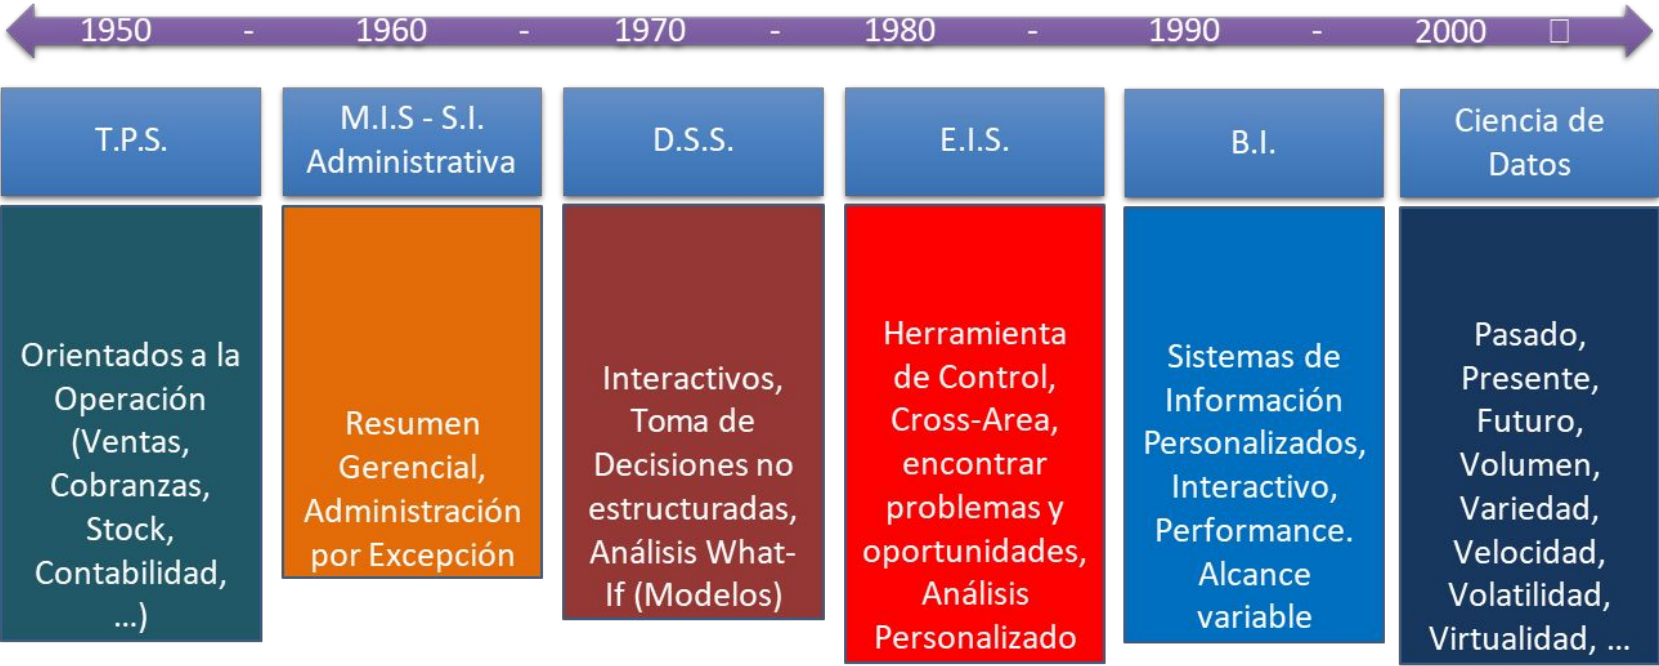 1950 - 1960 - 1970 - 1980 - 1990 - 2000 □
T.P.S.
Orientados a la
Operación
(Ventas,
Cobranzas,
Stock,
Contabilidad,
...)
M.I.S - S.I.
Administrativa
Resumen
Gerencial,
Administración
por Excepción
D.S.S.
Interactivos,
Toma de
Decisiones no
estructuradas,
Análisis What-
If (Modelos)
E.I.S.
Herramienta
de Control,
Cross-Area,
encontrar
problemas y
oportunidades,
Análisis
Personalizado
B.I.
Sistemas de
Información
Personalizados,
Interactivo,
Performance.
Alcance
variable
Ciencia de
Datos
Pasado,
Presente,
Futuro,
Volumen,
Variedad,
Velocidad,
Volatilidad,
Virtualidad, ...